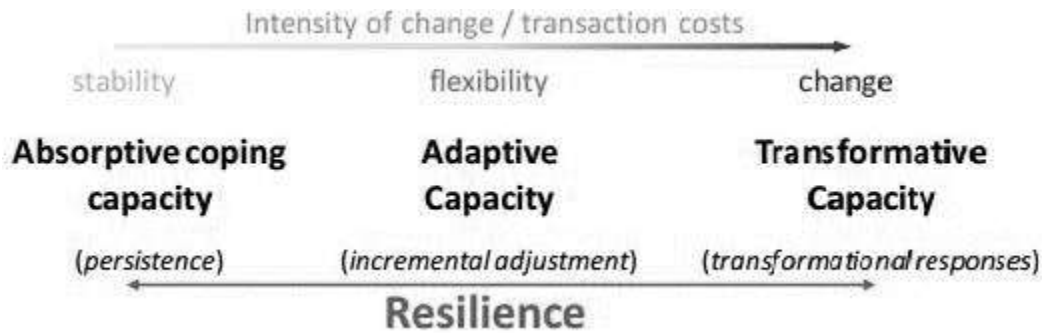 Intensity of change / transaction costs
stability flexibility change
Absorptive coping Adaptive Transformative
capacity Capacity Capacity
(persistence) (incremental adjustment) (transformational responses)
Resilience